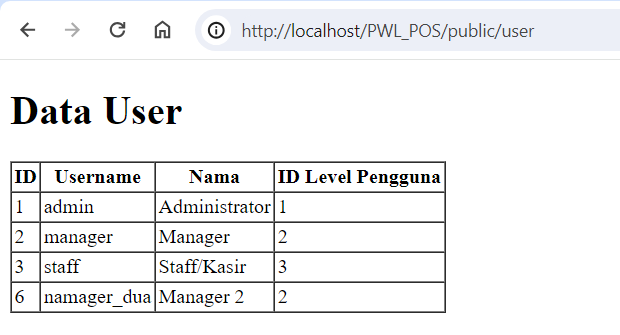 http://localhost/PWL_POS/public/user
Data User
ID Username Nama ID Level Pengguna
1 admin Administrator 1
2 manager Manager 2
3 staff Staff/Kasir 3
6 namager_dua Manager 2 2